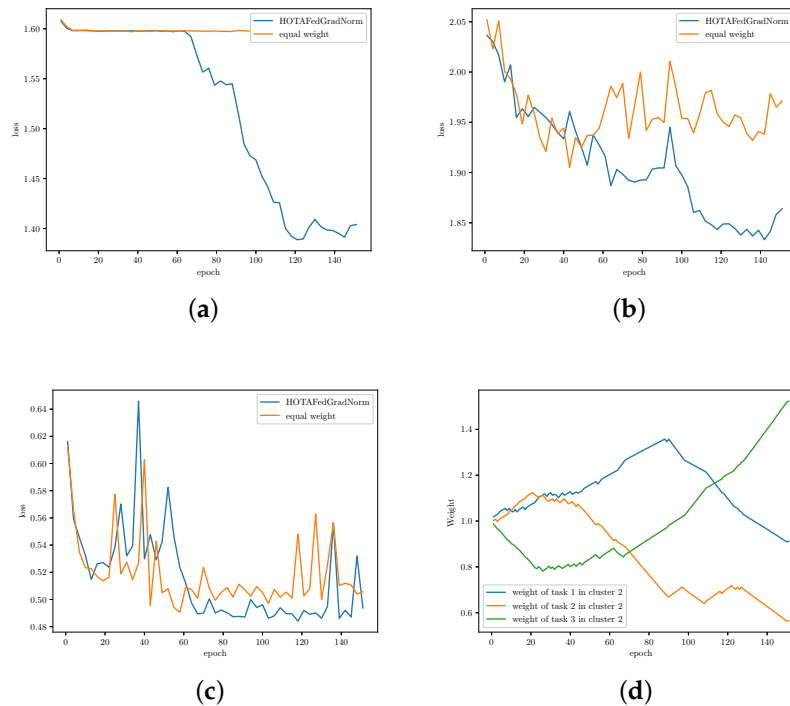 1.60
1.55
1.50
1.45
1.40
loss
0 20 40 60 80 100 120 140
epoch
HOTAFedGradNorm
equal weight
(a)
2.05
2.00
1.95
1.90
1.85
loss
0 20 40 60 80 100 120 140
epoch
HOTAFedGradNorm
equal weight
(b)
0.64
0.62
0.60
0.58
0.56
0.54
0.52
0.50
0.48
loss
0 20 40 60 80 100 120 140
epoch
HOTAFedGradNorm
equal weight
(c)
1.4
1.2
1.0
0.8
0.6
Weight
weight of task 1 in cluster 2
weight of task 2 in cluster 2
weight of task 3 in cluster 2
0 20 40 60 80 100 120 140
epoch
(d)